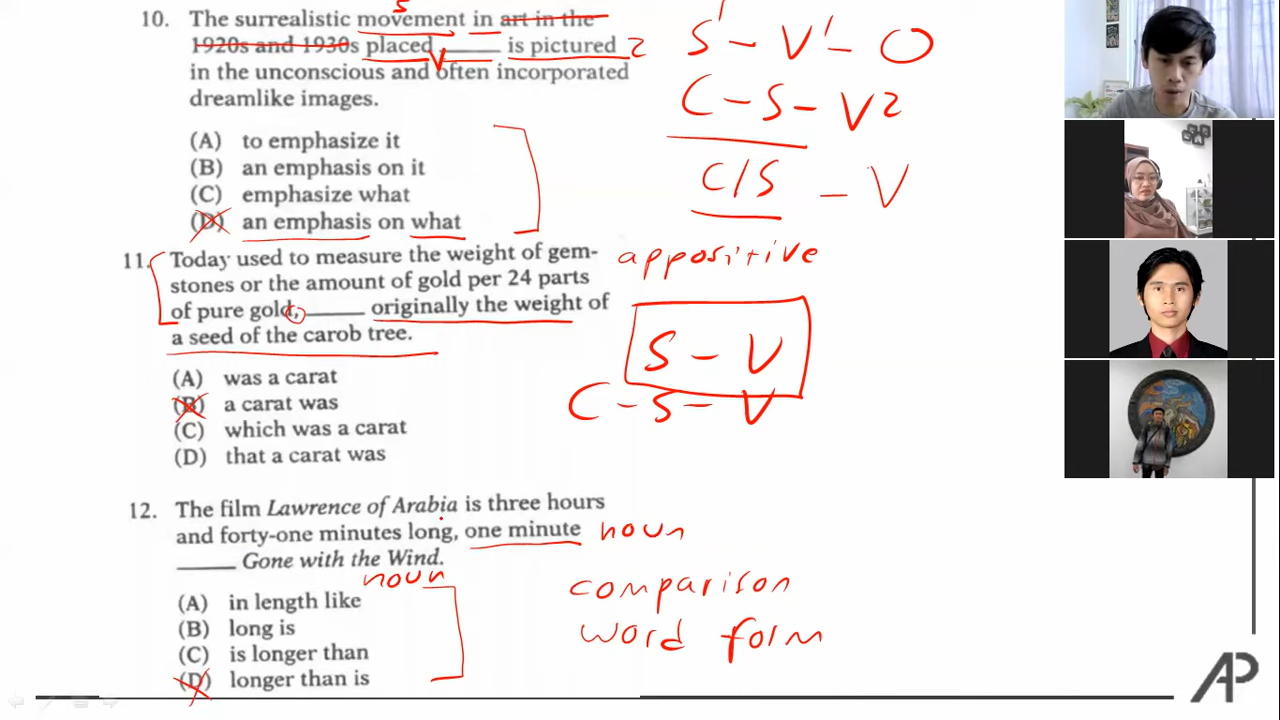 10. The surrealistic movement in art in the
1920s and 1930s placed _____ is pictured
in the unconscious and often incorporated
dreamlike images.
(A) to emphasize it
(B) an emphasis on it
(C) emphasize what
(D) an emphasis on what
11. Today used to measure the weight of gem-
stones or the amount of gold per 24 parts
of pure gold, _____ originally the weight of
a seed of the carob tree.
(A) was a carat
(B) a carat was
(C) which was a carat
(D) that a carat was
12. The film Lawrence of Arabia is three hours
and forty-one minutes long, one minute
_____ Gone with the Wind.
(A) in length like
(B) long is
(C) is longer than
(D) longer than is
S
V
2
S' - V' - O
C - S - V2
C/S - V
appositive
S - V
C - S - V
noun
noun
comparison
word form
AP